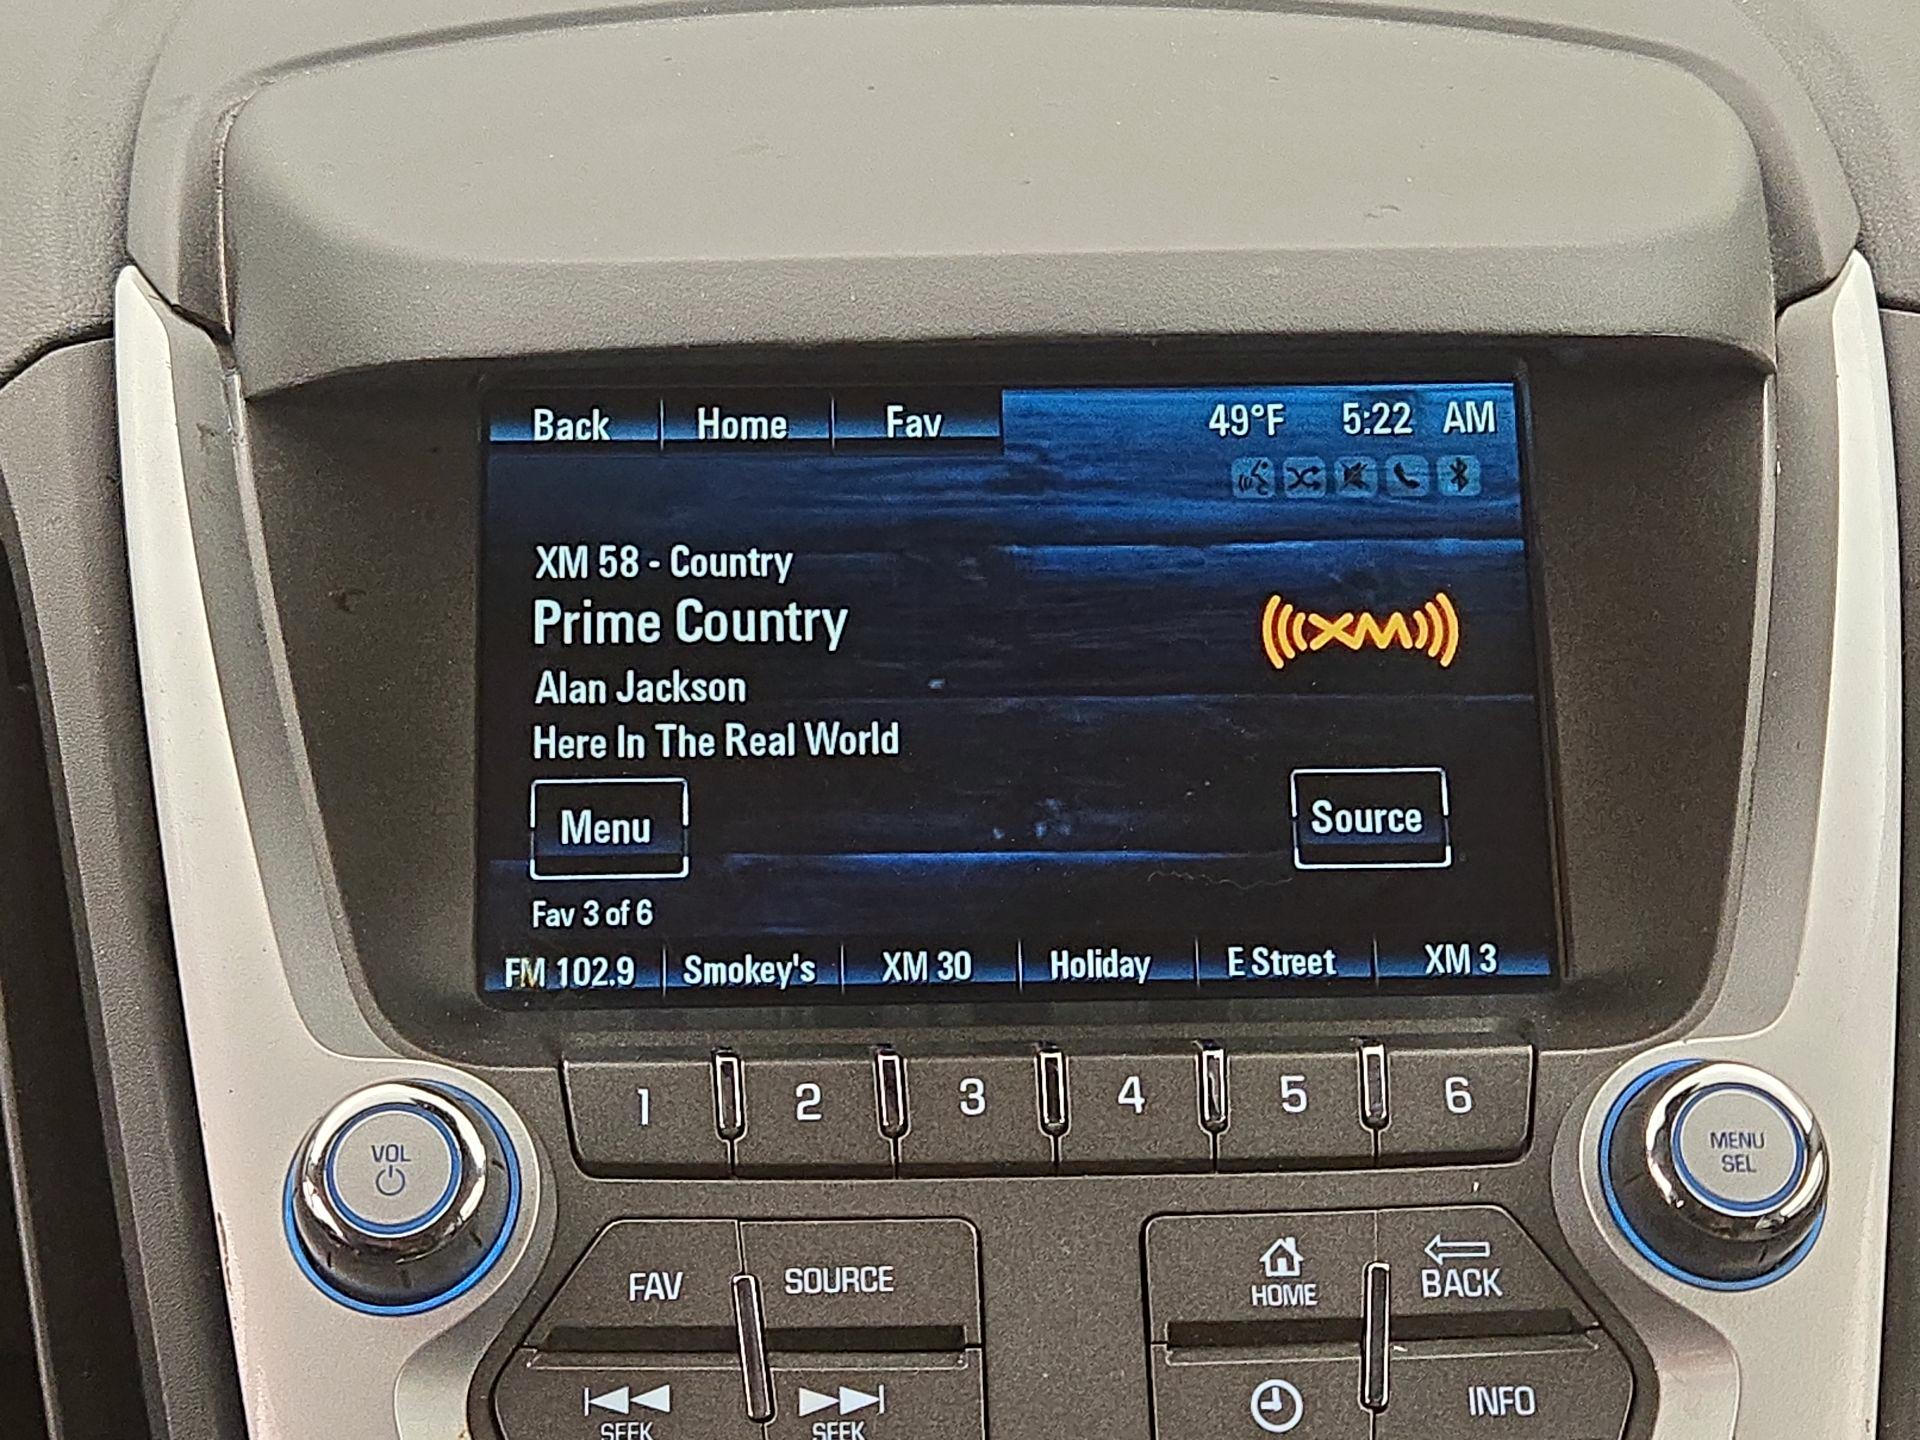 Back Home Fav 49°F 5:22 AM
XM 58 - Country
Prime Country
XM
Alan Jackson
Here In The Real World
Menu Source
Fav 3 of 6
FM 102.9 Smokey's XM 30 Holiday E Street XM 3
1 2 3 4 5 6
VOL
MENU
SEL
FAV SOURCE
HOME BACK
SEEK SEEK
INFO